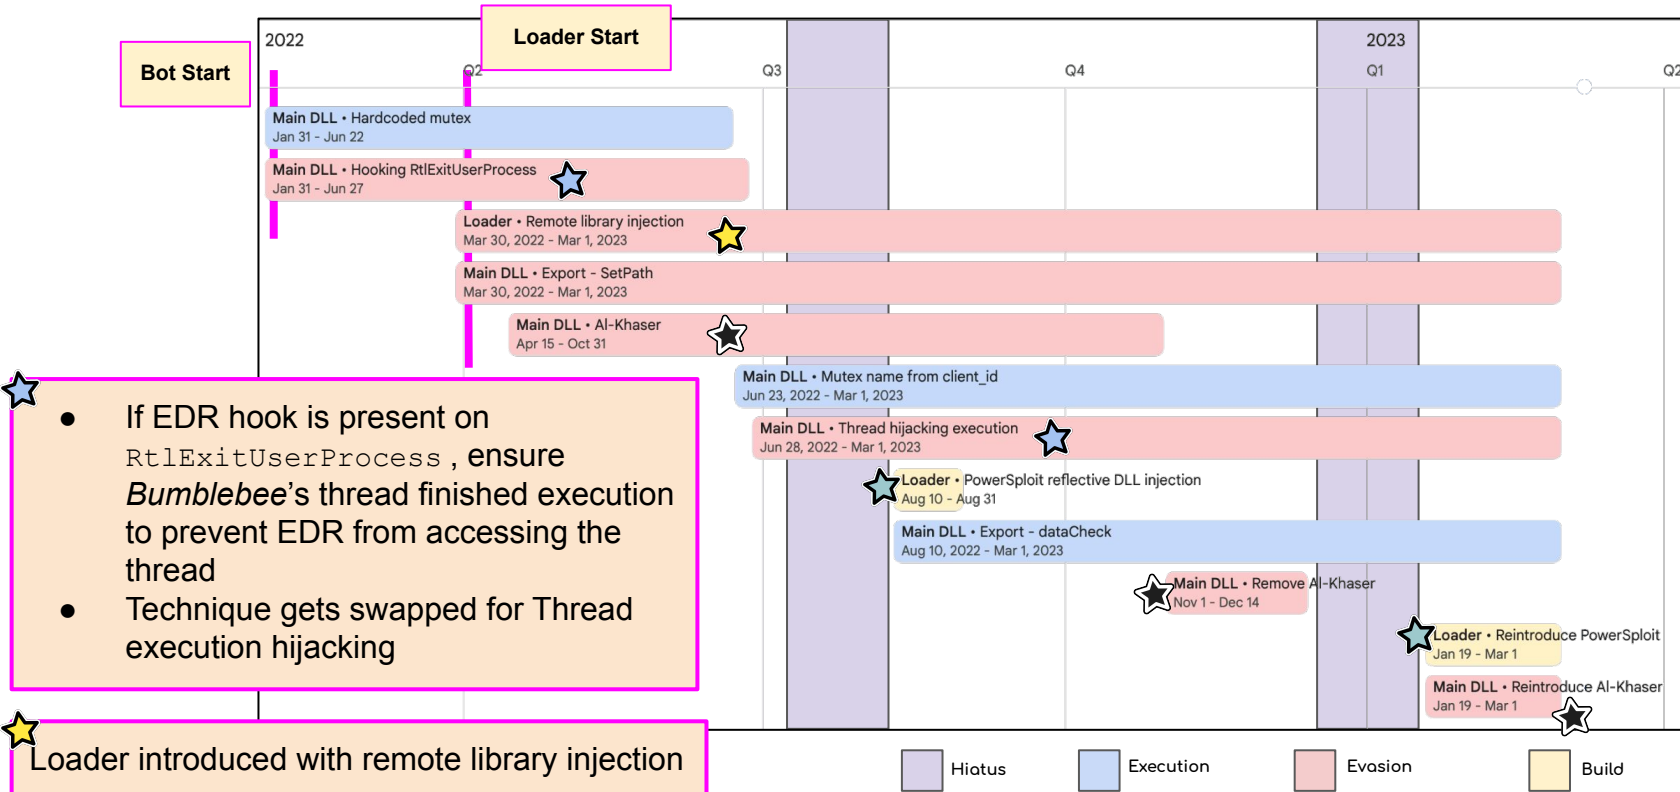 Bot Start
Loader Start
2022
2023
Q2
Q3
Q4
Q1
Q2
Main DLL • Hardcoded mutex
Jan 31 - Jun 22
Main DLL • Hooking RtlExitUserProcess
Jan 31 - Jun 27
Loader • Remote library injection
Mar 30, 2022 - Mar 1, 2023
Main DLL • Export - SetPath
Mar 30, 2022 - Mar 1, 2023
Main DLL • Al-Khaser
Apr 15 - Oct 31
Main DLL • Mutex name from client_id
Jun 23, 2022 - Mar 1, 2023
Main DLL • Thread hijacking execution
Jun 28, 2022 - Mar 1, 2023
Loader • PowerSploit reflective DLL injection
Aug 10 - Aug 31
Main DLL • Export - dataCheck
Aug 10, 2022 - Mar 1, 2023
Main DLL • Remove Al-Khaser
Nov 1 - Dec 14
Loader • Reintroduce PowerSploit
Jan 19 - Mar 1
Main DLL • Reintroduce Al-Khaser
Jan 19 - Mar 1
● If EDR hook is present on
RtlExitUserProcess , ensure
Bumblebee’s thread finished execution
to prevent EDR from accessing the
thread
● Technique gets swapped for Thread
execution hijacking
Loader introduced with remote library injection
Hiatus
Execution
Evasion
Build